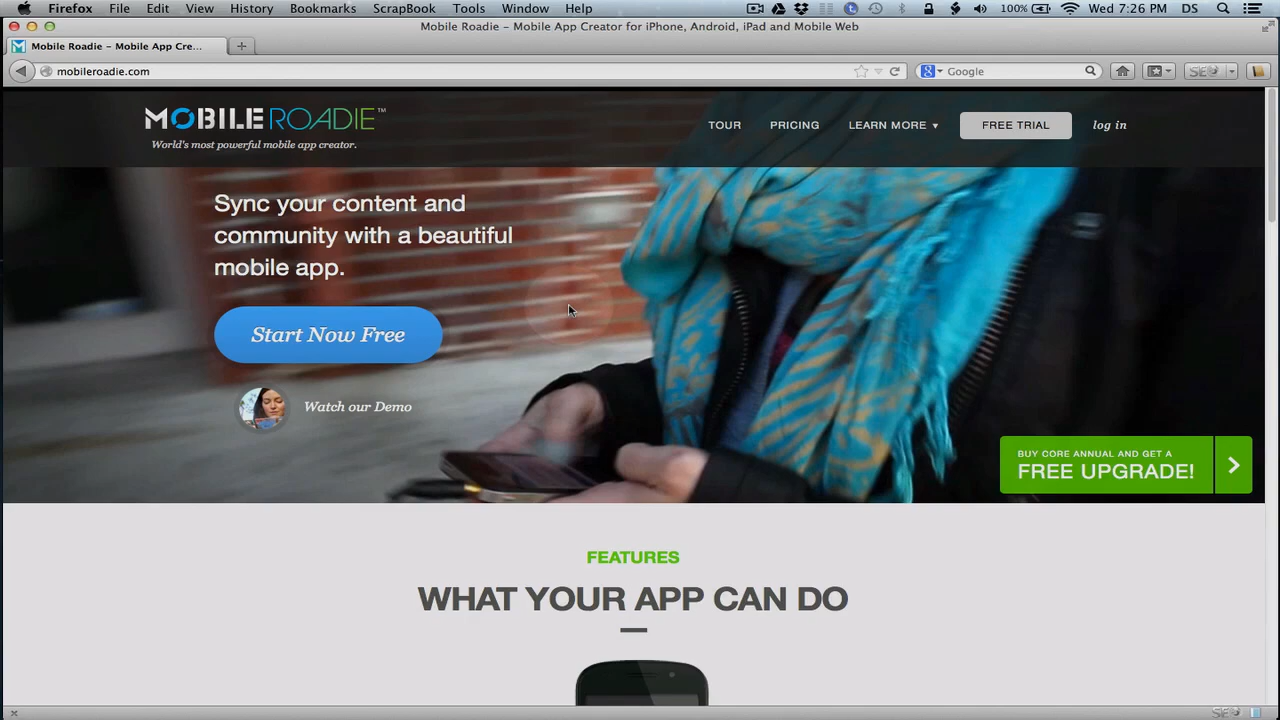 Firefox File Edit View History Bookmarks ScrapBook Tools Window Help 100% Wed 7:26 PM DS
Mobile Roadie – Mobile App Creator for iPhone, Android, iPad and Mobile Web
Mobile Roadie – Mobile App Cre...
mobileroadie.com
Google
MOBILE ROADIE™
World's most powerful mobile app creator.
TOUR PRICING LEARN MORE FREE TRIAL log in
Sync your content and
community with a beautiful
mobile app.
Start Now Free
Watch our Demo
BUY CORE ANNUAL AND GET A
FREE UPGRADE!
FEATURES
WHAT YOUR APP CAN DO